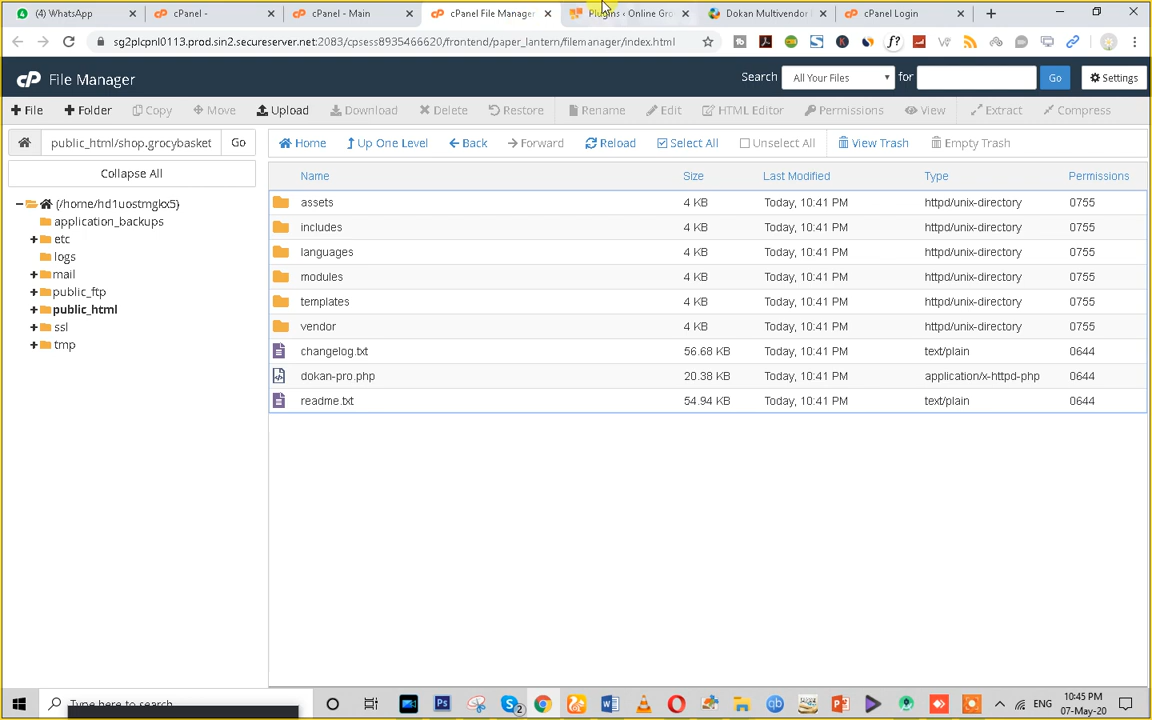 (4) WhatsApp
cPanel -
cPanel - Main
cPanel File Manager
Plugins ‹ Online Gro
Dokan Multivendor
cPanel Login
sg2plcpnl0113.prod.sin2.secureserver.net:2083/cpsess8935466620/frontend/paper_lantern/filemanager/index.html
cP File Manager
Search All Your Files for Go Settings
File Folder Copy Move Upload Download Delete Restore Rename Edit HTML Editor Permissions View Extract Compress
public_html/shop.grocybasket Go
Home Up One Level Back Forward Reload Select All Unselect All View Trash Empty Trash
Collapse All
(/home/hd1uostmgkx5)
application_backups
etc
logs
mail
public_ftp
public_html
ssl
tmp
Name Size Last Modified Type Permissions
assets 4 KB Today, 10:41 PM httpd/unix-directory 0755
includes 4 KB Today, 10:41 PM httpd/unix-directory 0755
languages 4 KB Today, 10:41 PM httpd/unix-directory 0755
modules 4 KB Today, 10:41 PM httpd/unix-directory 0755
templates 4 KB Today, 10:41 PM httpd/unix-directory 0755
vendor 4 KB Today, 10:41 PM httpd/unix-directory 0755
changelog.txt 56.68 KB Today, 10:41 PM text/plain 0644
dokan-pro.php 20.38 KB Today, 10:41 PM application/x-httpd-php 0644
readme.txt 54.94 KB Today, 10:41 PM text/plain 0644
Type here to search
ENG
10:45 PM
07-May-20